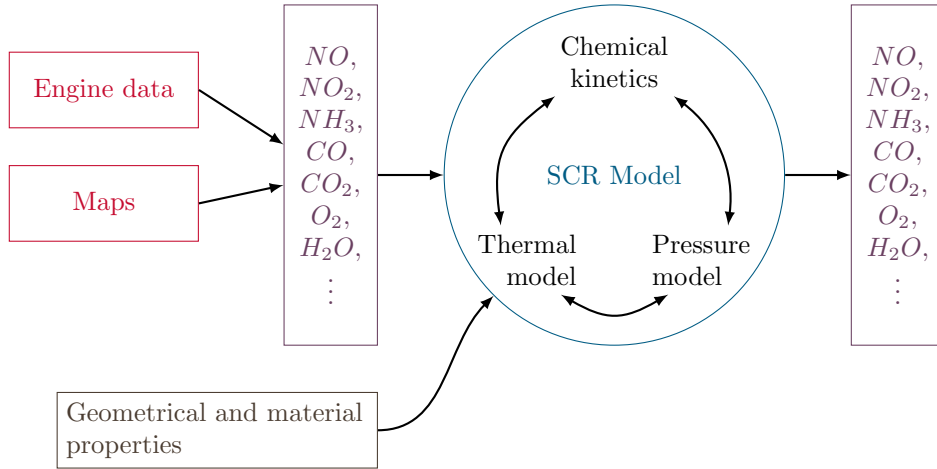 Engine data
Maps
NO,
NO₂,
NH₃,
CO,
CO₂,
O₂,
H₂O,
⋮
Chemical
kinetics
SCR Model
Thermal
model
Pressure
model
NO,
NO₂,
NH₃,
CO,
CO₂,
O₂,
H₂O,
⋮
Geometrical and material
properties